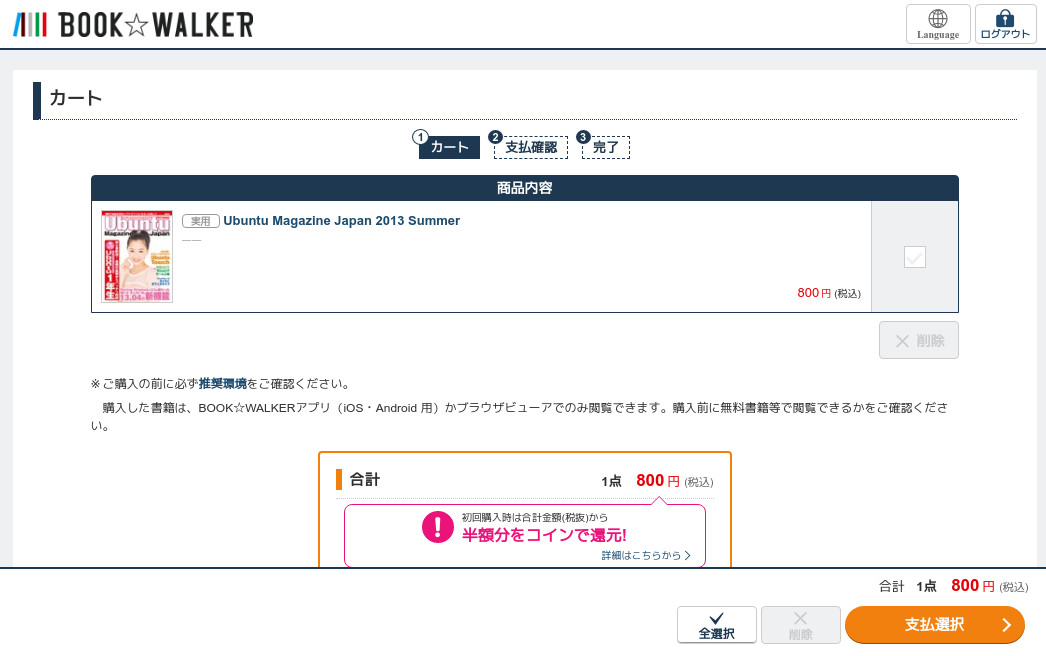 BOOK☆WALKER
Language
ログアウト
カート
1 カート
2 支払確認
3 完了
商品内容
実用 Ubuntu Magazine Japan 2013 Summer
Ubuntu
Magazine Japan
800円 (税込)
削除
※ご購入の前に必ず推奨環境をご確認ください。
購入した書籍は、BOOK☆WALKERアプリ（iOS・Android 用）かブラウザビューアでのみ閲覧できます。購入前に無料書籍等で閲覧できるかをご確認くださ
い。
合計 1点 800円 (税込)
初回購入時は合計金額(税抜)から
半額分をコインで還元!
詳細はこちらから
合計 1点 800円 (税込)
全選択
削除
支払選択